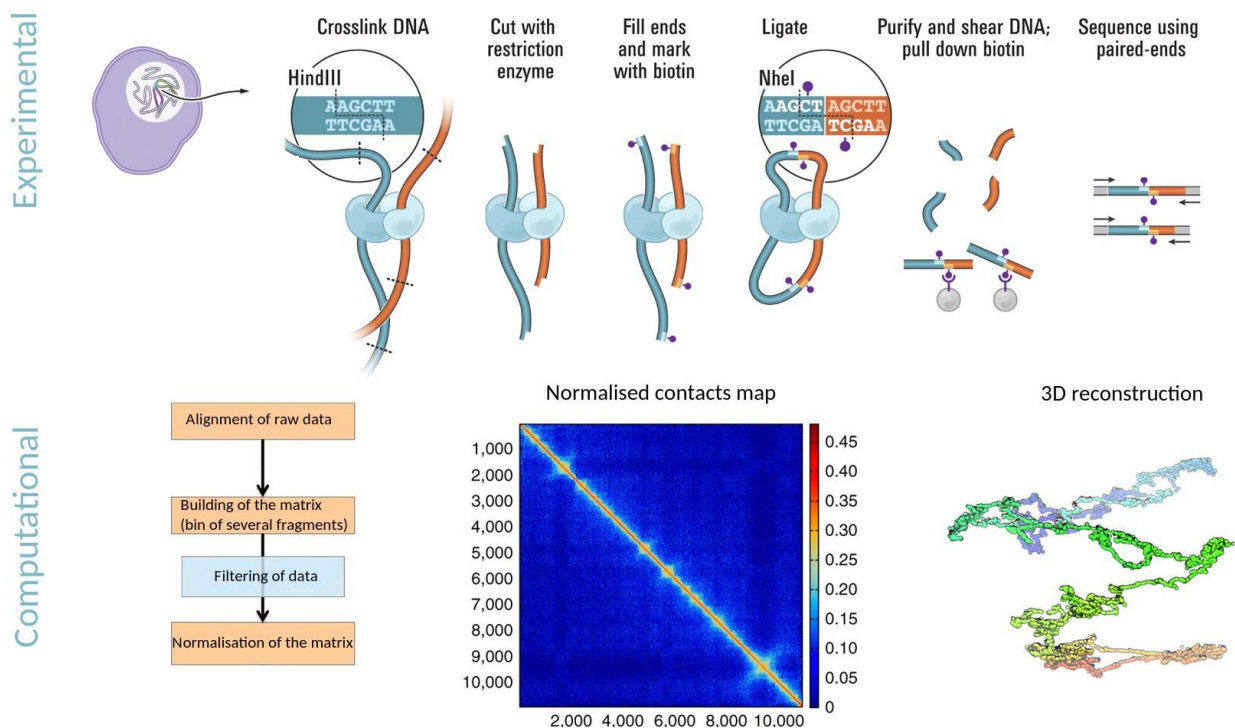 Experimental
Crosslink DNA
HindIII
AAGCTT
TTCGAA
Cut with
restriction
enzyme
Fill ends
and mark
with biotin
Ligate
NheI
AAGCT AGCTT
TTCGA TCGAA
Purify and shear DNA;
pull down biotin
Sequence using
paired-ends
Computational
Alignment of raw data
Building of the matrix
(bin of several fragments)
Filtering of data
Normalisation of the matrix
Normalised contacts map
1,000
2,000
3,000
4,000
5,000
6,000
7,000
8,000
9,000
10,000
2,000 4,000 6,000 8,000 10,000
0.45
0.40
0.35
0.30
0.25
0.20
0.15
0.10
0.05
0
3D reconstruction